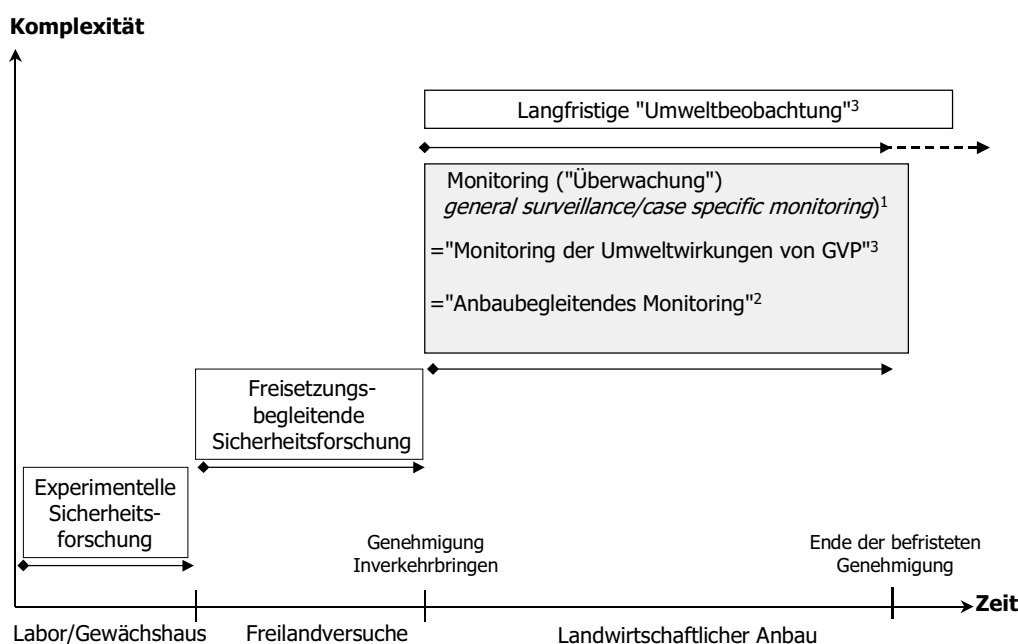 Komplexität
Langfristige "Umweltbeobachtung"³
Monitoring ("Überwachung")
general surveillance/case specific monitoring)¹
="Monitoring der Umweltwirkungen von GVP"³
="Anbaubegleitendes Monitoring"²
Freisetzungs-
begleitende
Sicherheitsforschung
Experimentelle
Sicherheits-
forschung
Genehmigung
Inverkehrbringen
Ende der befristeten
Genehmigung
Zeit
Labor/Gewächshaus
Freilandversuche
Landwirtschaftlicher Anbau